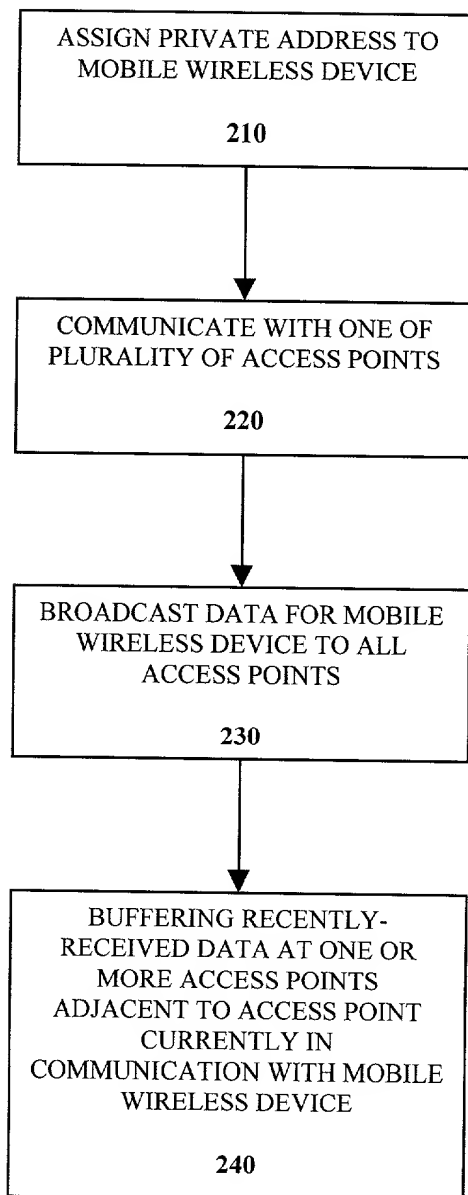 ASSIGN PRIVATE ADDRESS TO
MOBILE WIRELESS DEVICE
210
COMMUNICATE WITH ONE OF
PLURALITY OF ACCESS POINTS
220
BROADCAST DATA FOR MOBILE
WIRELESS DEVICE TO ALL
ACCESS POINTS
230
BUFFERING RECENTLY-
RECEIVED DATA AT ONE OR
MORE ACCESS POINTS
ADJACENT TO ACCESS POINT
CURRENTLY IN
COMMUNICATION WITH MOBILE
WIRELESS DEVICE
240